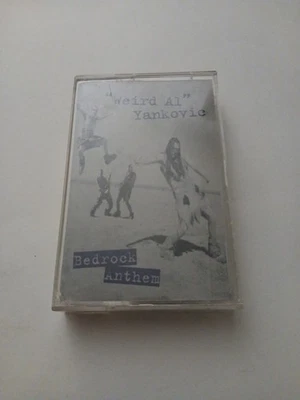 "Weird Al"
Yankovic
Bedrock
Anthem